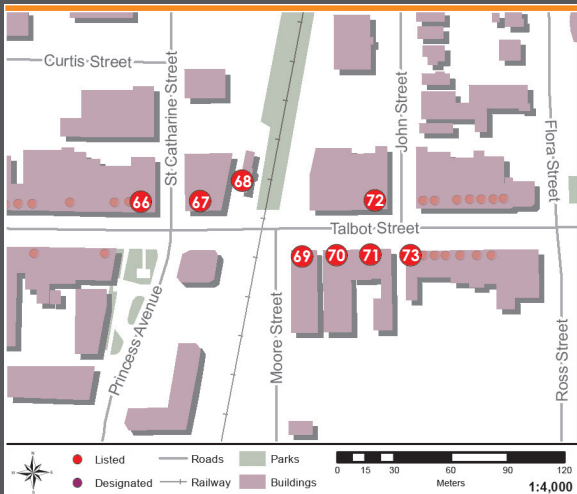 Curtis Street
St Catharine Street
John Street
Flora Street
68
66
67
72
Talbot Street
69
70
71
73
Princess Avenue
Moore Street
Ross Street
N
W
E
S
Listed
Roads
Parks
Designated
Railway
Buildings
0 15 30 60 90 120
Meters
1:4,000